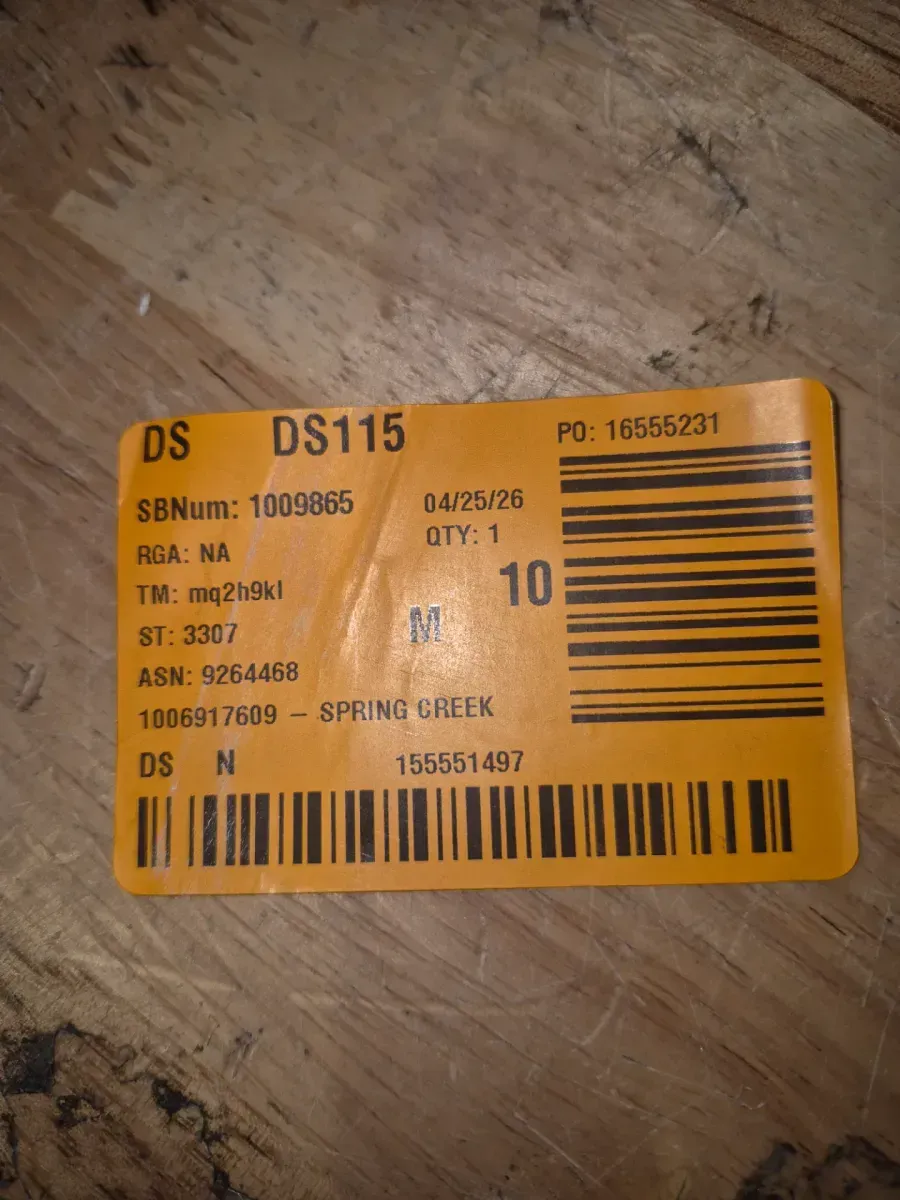 DS DS115 PO: 16555231
SBNum: 1009865 04/25/26
RGA: NA QTY: 1
TM: mq2h9kl 10
ST: 3307 M
ASN: 9264468
1006917609 – SPRING CREEK
DS N 155551497